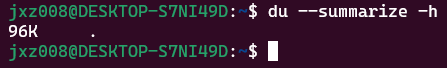 jxz008@DESKTOP-S7NI49D:~$ du --summarize -h
96K     .
jxz008@DESKTOP-S7NI49D:~$